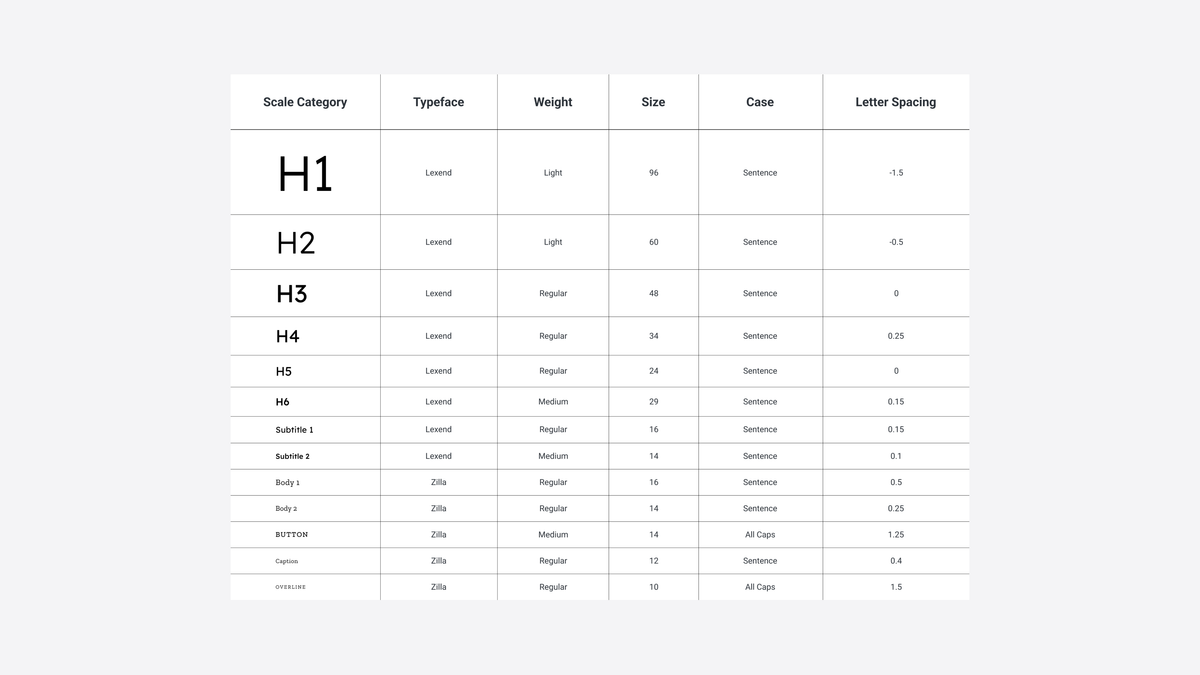 Scale Category Typeface Weight Size Case Letter Spacing
H1 Lexend Light 96 Sentence -1.5
H2 Lexend Light 60 Sentence -0.5
H3 Lexend Regular 48 Sentence 0
H4 Lexend Regular 34 Sentence 0.25
H5 Lexend Regular 24 Sentence 0
H6 Lexend Medium 29 Sentence 0.15
Subtitle 1 Lexend Regular 16 Sentence 0.15
Subtitle 2 Lexend Medium 14 Sentence 0.1
Body 1 Zilla Regular 16 Sentence 0.5
Body 2 Zilla Regular 14 Sentence 0.25
BUTTON Zilla Medium 14 All Caps 1.25
Caption Zilla Regular 12 Sentence 0.4
OVERLINE Zilla Regular 10 All Caps 1.5